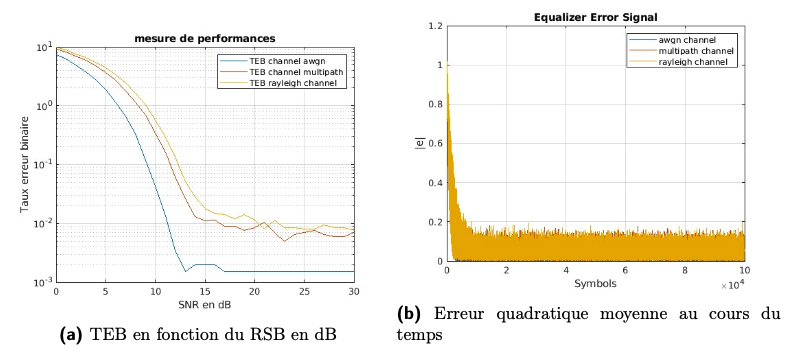 mesure de performances
10^1
10^0
10^-1
10^-2
10^-3
Taux erreur binaire
TEB channel awgn
TEB channel multipath
TEB rayleigh channel
0 5 10 15 20 25 30
SNR en dB
(a) TEB en fonction du RSB en dB
Equalizer Error Signal
1.2
1
0.8
0.6
0.4
0.2
0
|e|
awgn channel
multipath channel
rayleigh channel
0 2 4 6 8 10
Symbols
×10^4
(b) Erreur quadratique moyenne au cours du
temps